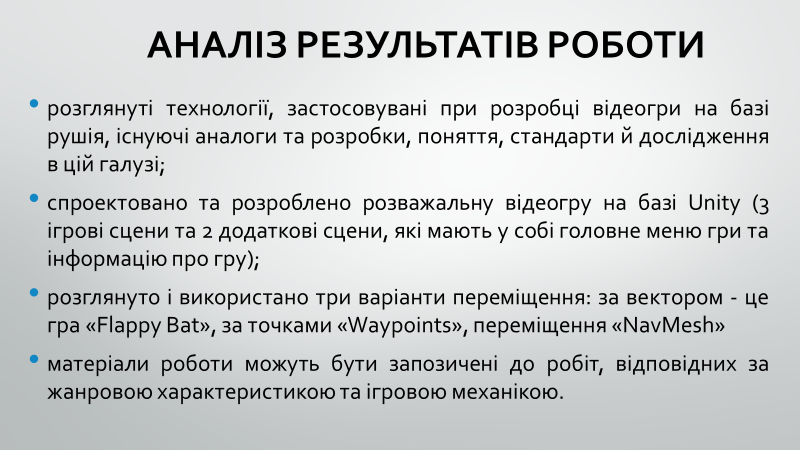 АНАЛІЗ РЕЗУЛЬТАТІВ РОБОТИ
• розглянуті технології, застосовувані при розробці відеогри на базі
рушія, існуючі аналоги та розробки, поняття, стандарти й дослідження
в цій галузі;
• спроектовано та розроблено розважальну відеогру на базі Unity (3
ігрові сцени та 2 додаткові сцени, які мають у собі головне меню гри та
інформацію про гру);
• розглянуто і використано три варіанти переміщення: за вектором - це
гра «Flappy Bat», за точками «Waypoints», переміщення «NavMesh»
• матеріали роботи можуть бути запозичені до робіт, відповідних за
жанровою характеристикою та ігровою механікою.